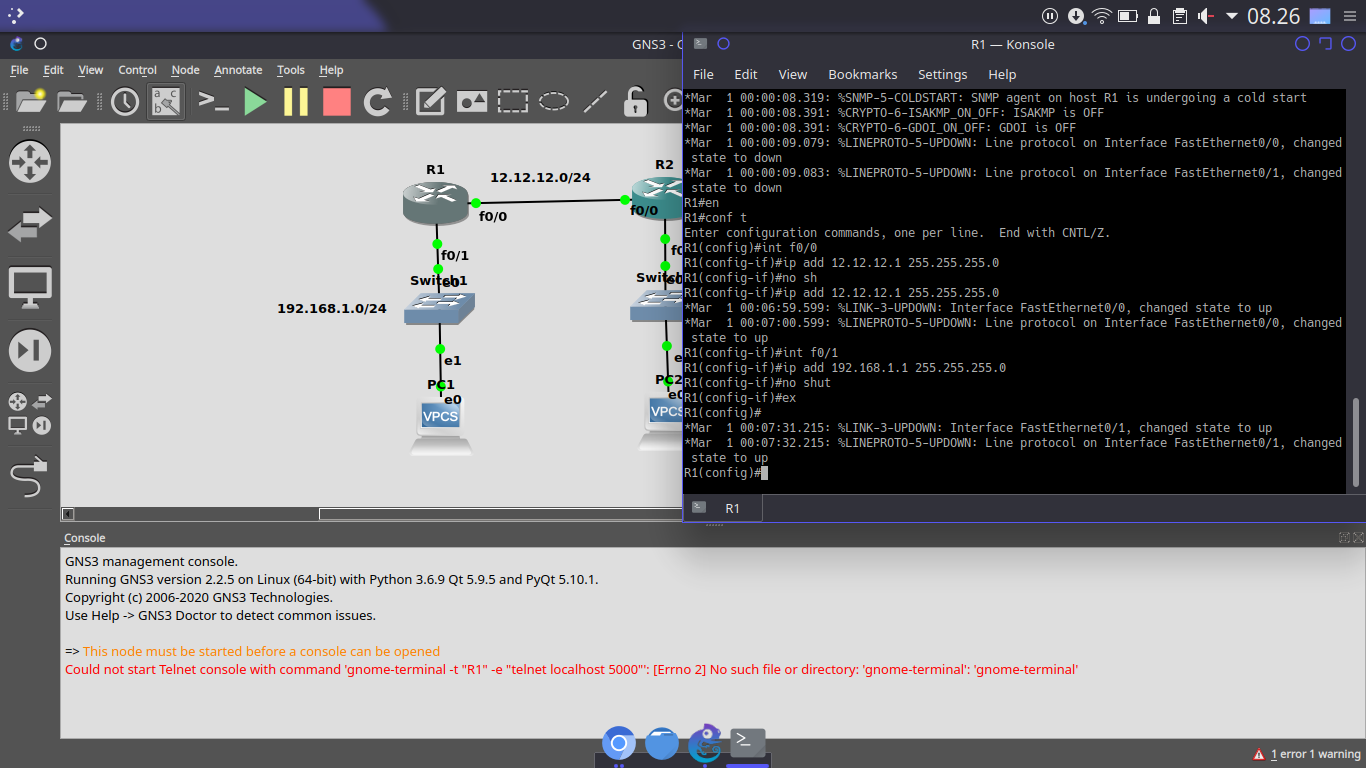 08.26
GNS3 - G
File Edit View Control Node Annotate Tools Help
R1 — Konsole
File Edit View Bookmarks Settings Help
*Mar  1 00:00:08.319: %SNMP-5-COLDSTART: SNMP agent on host R1 is undergoing a cold start
*Mar  1 00:00:08.391: %CRYPTO-6-ISAKMP_ON_OFF: ISAKMP is OFF
*Mar  1 00:00:08.391: %CRYPTO-6-GDOI_ON_OFF: GDOI is OFF
*Mar  1 00:00:09.079: %LINEPROTO-5-UPDOWN: Line protocol on Interface FastEthernet0/0, changed
 state to down
*Mar  1 00:00:09.083: %LINEPROTO-5-UPDOWN: Line protocol on Interface FastEthernet0/1, changed
 state to down
R1#en
R1#conf t
Enter configuration commands, one per line.  End with CNTL/Z.
R1(config)#int f0/0
R1(config-if)#ip add 12.12.12.1 255.255.255.0
R1(config-if)#no sh
R1(config-if)#ip add 12.12.12.1 255.255.255.0
*Mar  1 00:06:59.599: %LINK-3-UPDOWN: Interface FastEthernet0/0, changed state to up
*Mar  1 00:07:00.599: %LINEPROTO-5-UPDOWN: Line protocol on Interface FastEthernet0/0, changed
 state to up
R1(config-if)#int f0/1
R1(config-if)#ip add 192.168.1.1 255.255.255.0
R1(config-if)#no shut
R1(config-if)#ex
R1(config)#
*Mar  1 00:07:31.215: %LINK-3-UPDOWN: Interface FastEthernet0/1, changed state to up
*Mar  1 00:07:32.215: %LINEPROTO-5-UPDOWN: Line protocol on Interface FastEthernet0/1, changed
 state to up
R1(config)#
R1
a c
b
R1
12.12.12.0/24
R2
f0/0
f0/0
f0/1
f0
Switch1
e0
Switc
e0
192.168.1.0/24
e1
e
PC1
e0
VPCS
PC2
e0
VPCS
Console
GNS3 management console.
Running GNS3 version 2.2.5 on Linux (64-bit) with Python 3.6.9 Qt 5.9.5 and PyQt 5.10.1.
Copyright (c) 2006-2020 GNS3 Technologies.
Use Help -> GNS3 Doctor to detect common issues.
=> This node must be started before a console can be opened
Could not start Telnet console with command 'gnome-terminal -t "R1" -e "telnet localhost 5000"': [Errno 2] No such file or directory: 'gnome-terminal': 'gnome-terminal'
1 error 1 warning